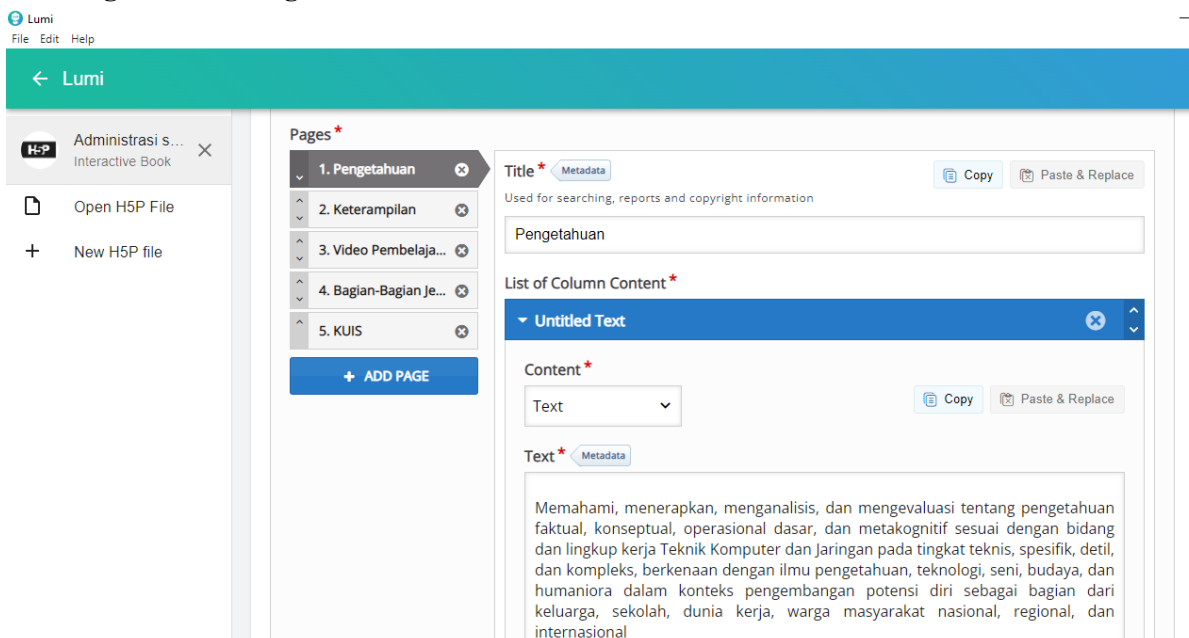 Lumi
File Edit Help
← Lumi
H5P
Administrasi s...
Interactive Book
Open H5P File
+ New H5P file
Pages *
1. Pengetahuan
2. Keterampilan
3. Video Pembelaja...
4. Bagian-Bagian Je...
5. KUIS
+ ADD PAGE
Title * Metadata
Copy Paste & Replace
Used for searching, reports and copyright information
Pengetahuan
List of Column Content *
Untitled Text
Content *
Text
Copy Paste & Replace
Text * Metadata
Memahami, menerapkan, menganalisis, dan mengevaluasi tentang pengetahuan
faktual, konseptual, operasional dasar, dan metakognitif sesuai dengan bidang
dan lingkup kerja Teknik Komputer dan Jaringan pada tingkat teknis, spesifik, detil,
dan kompleks, berkenaan dengan ilmu pengetahuan, teknologi, seni, budaya, dan
humaniora dalam konteks pengembangan potensi diri sebagai bagian dari
keluarga, sekolah, dunia kerja, warga masyarakat nasional, regional, dan
internasional